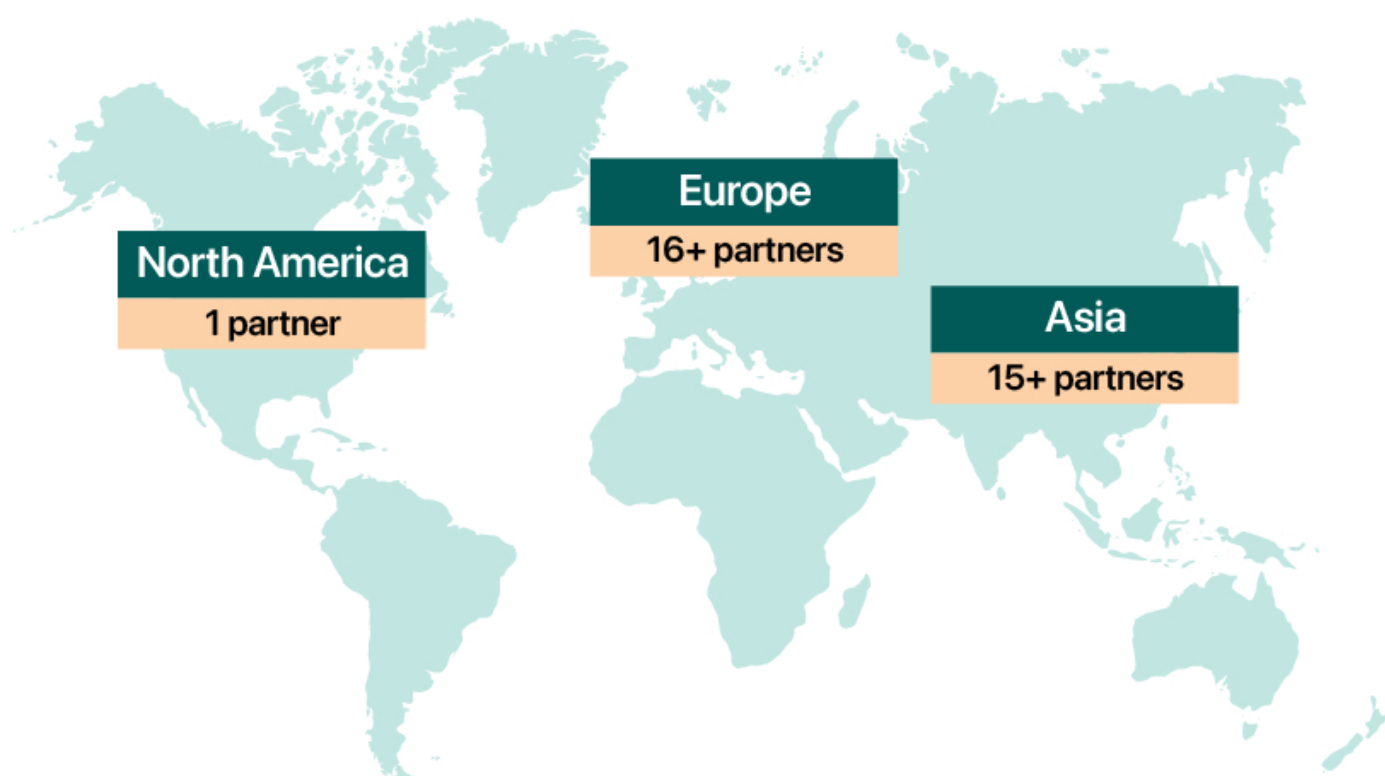 Europe
16+ partners
North America
1 partner
Asia
15+ partners